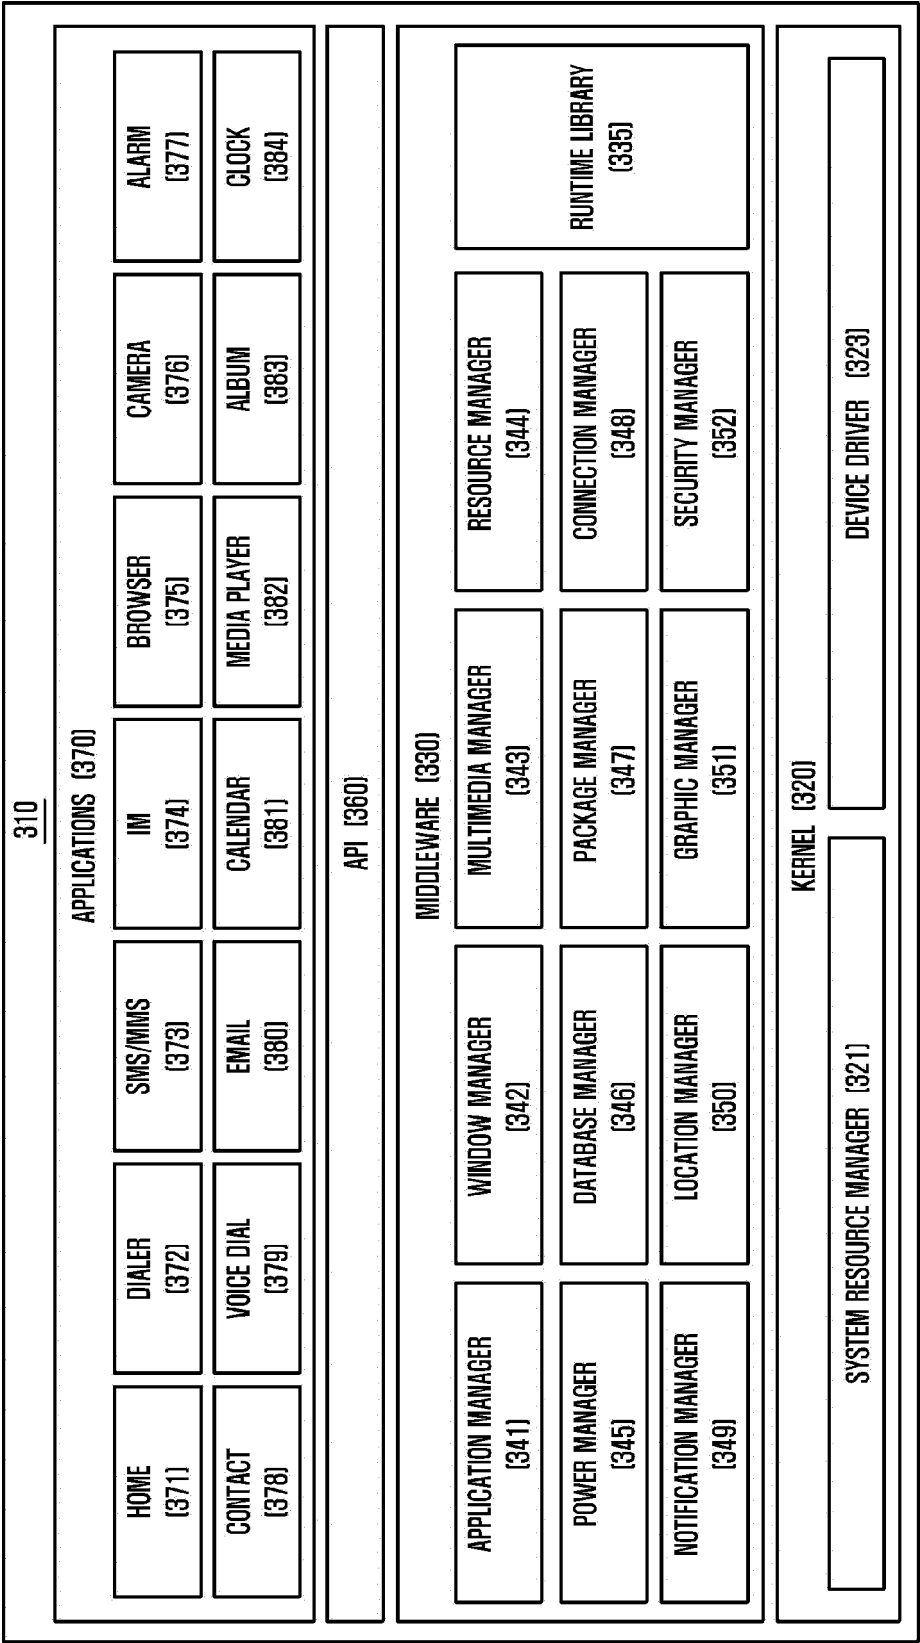 310
APPLICATIONS (370)
HOME
(371)
DIALER
(372)
SMS/MMS
(373)
IM
(374)
BROWSER
(375)
CAMERA
(376)
ALARM
(377)
CONTACT
(378)
VOICE DIAL
(379)
EMAIL
(380)
CALENDAR
(381)
MEDIA PLAYER
(382)
ALBUM
(383)
CLOCK
(384)
API (360)
MIDDLEWARE (330)
APPLICATION MANAGER
(341)
WINDOW MANAGER
(342)
MULTIMEDIA MANAGER
(343)
RESOURCE MANAGER
(344)
RUNTIME LIBRARY
(335)
POWER MANAGER
(345)
DATABASE MANAGER
(346)
PACKAGE MANAGER
(347)
CONNECTION MANAGER
(348)
NOTIFICATION MANAGER
(349)
LOCATION MANAGER
(350)
GRAPHIC MANAGER
(351)
SECURITY MANAGER
(352)
KERNEL (320)
SYSTEM RESOURCE MANAGER (321)
DEVICE DRIVER (323)